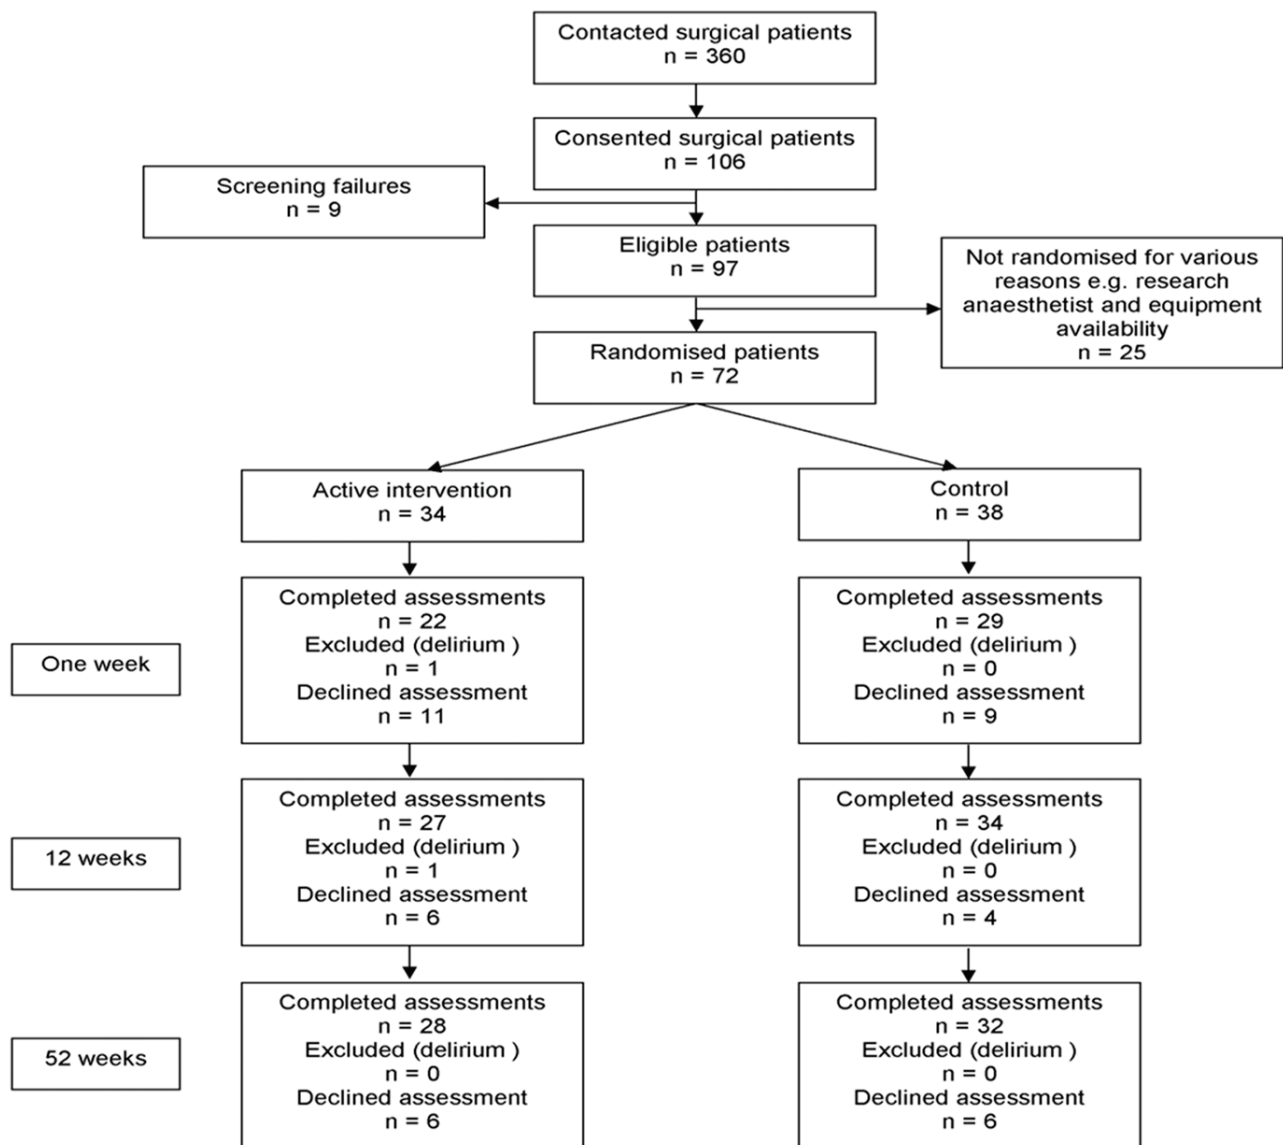 Contacted surgical patients
n = 360
Consented surgical patients
n = 106
Screening failures
n = 9
Eligible patients
n = 97
Not randomised for various
reasons e.g. research
anaesthetist and equipment
availability
n = 25
Randomised patients
n = 72
Active intervention
n = 34
Control
n = 38
One week
Completed assessments
n = 22
Excluded (delirium )
n = 1
Declined assessment
n = 11
Completed assessments
n = 29
Excluded (delirium )
n = 0
Declined assessment
n = 9
12 weeks
Completed assessments
n = 27
Excluded (delirium )
n = 1
Declined assessment
n = 6
Completed assessments
n = 34
Excluded (delirium )
n = 0
Declined assessment
n = 4
52 weeks
Completed assessments
n = 28
Excluded (delirium )
n = 0
Declined assessment
n = 6
Completed assessments
n = 32
Excluded (delirium )
n = 0
Declined assessment
n = 6